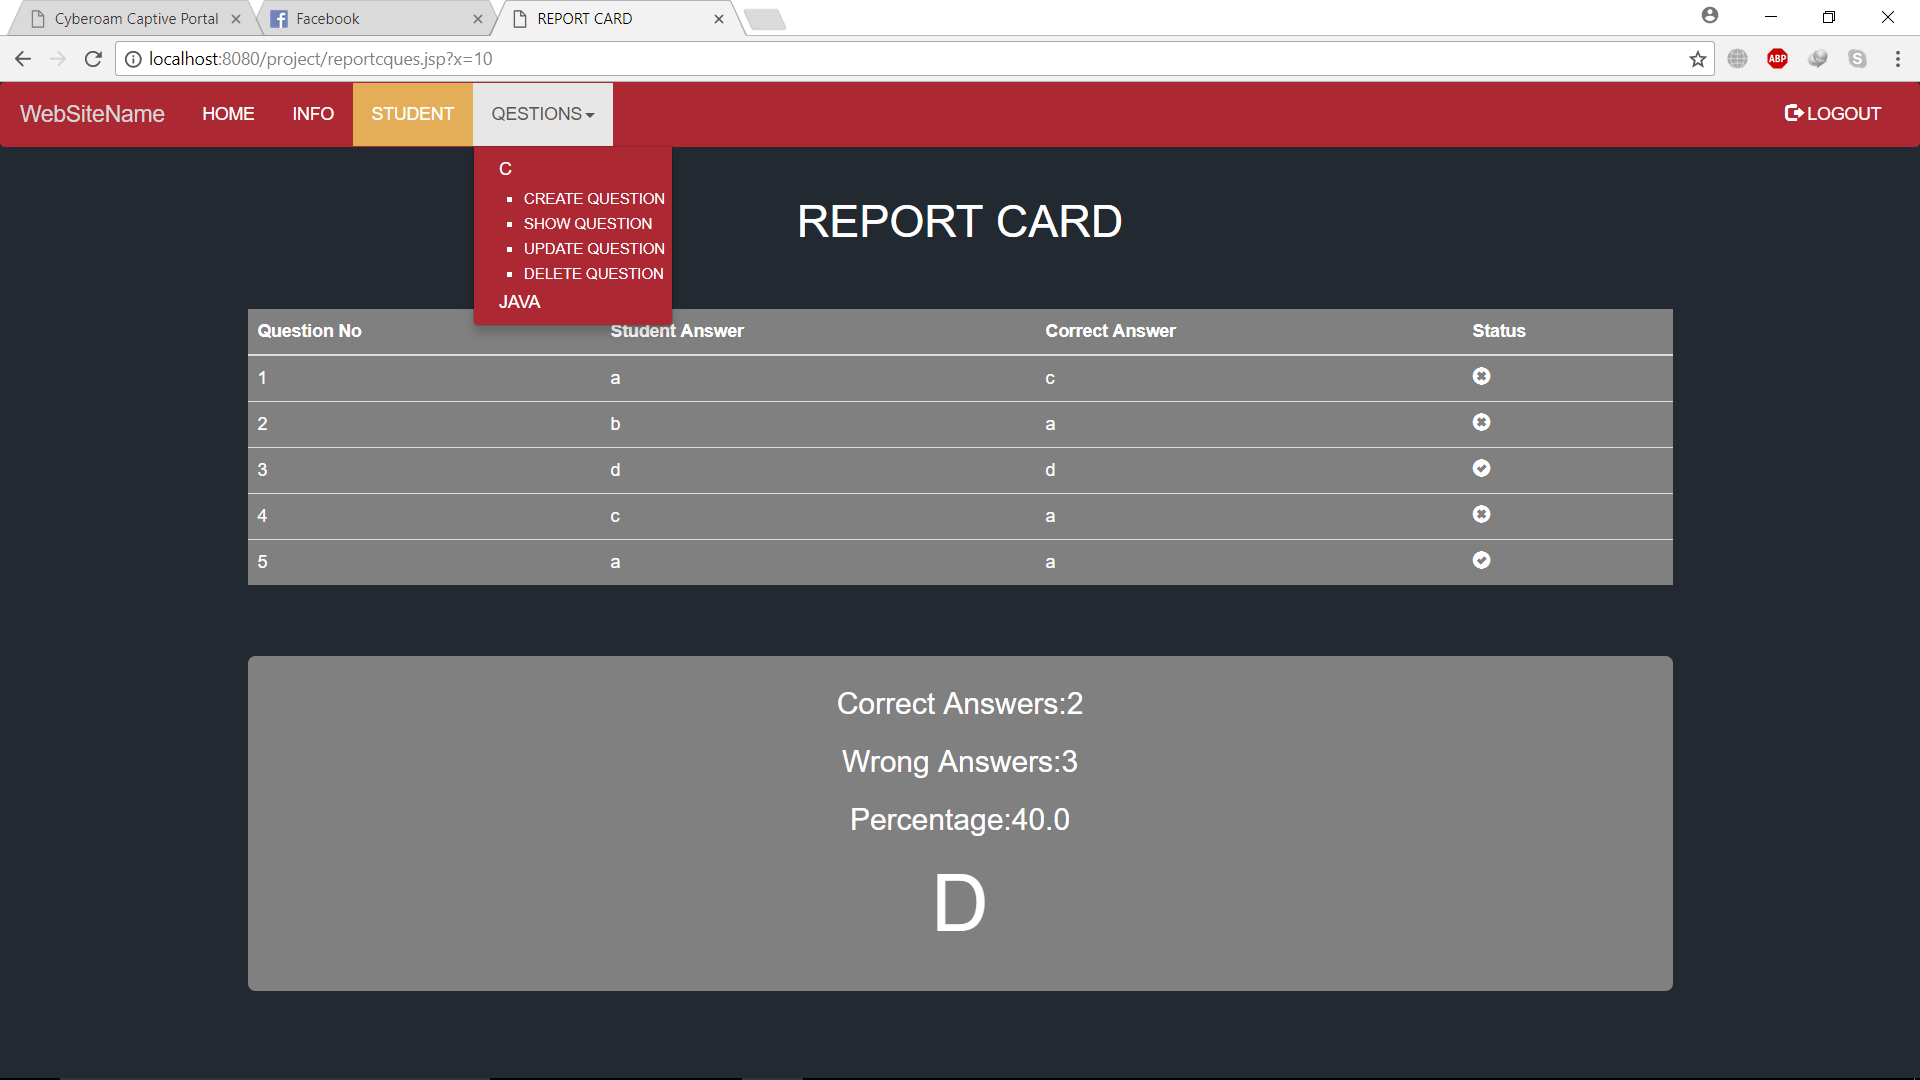 Cyberoam Captive Portal
Facebook
REPORT CARD
localhost:8080/project/reportcques.jsp?x=10
ABP
S
WebSiteName HOME INFO STUDENT QESTIONS LOGOUT
C
CREATE QUESTION
SHOW QUESTION
UPDATE QUESTION
DELETE QUESTION
JAVA
REPORT CARD
Question No Student Answer Correct Answer Status
1 a c
2 b a
3 d d
4 c a
5 a a
Correct Answers:2
Wrong Answers:3
Percentage:40.0
D